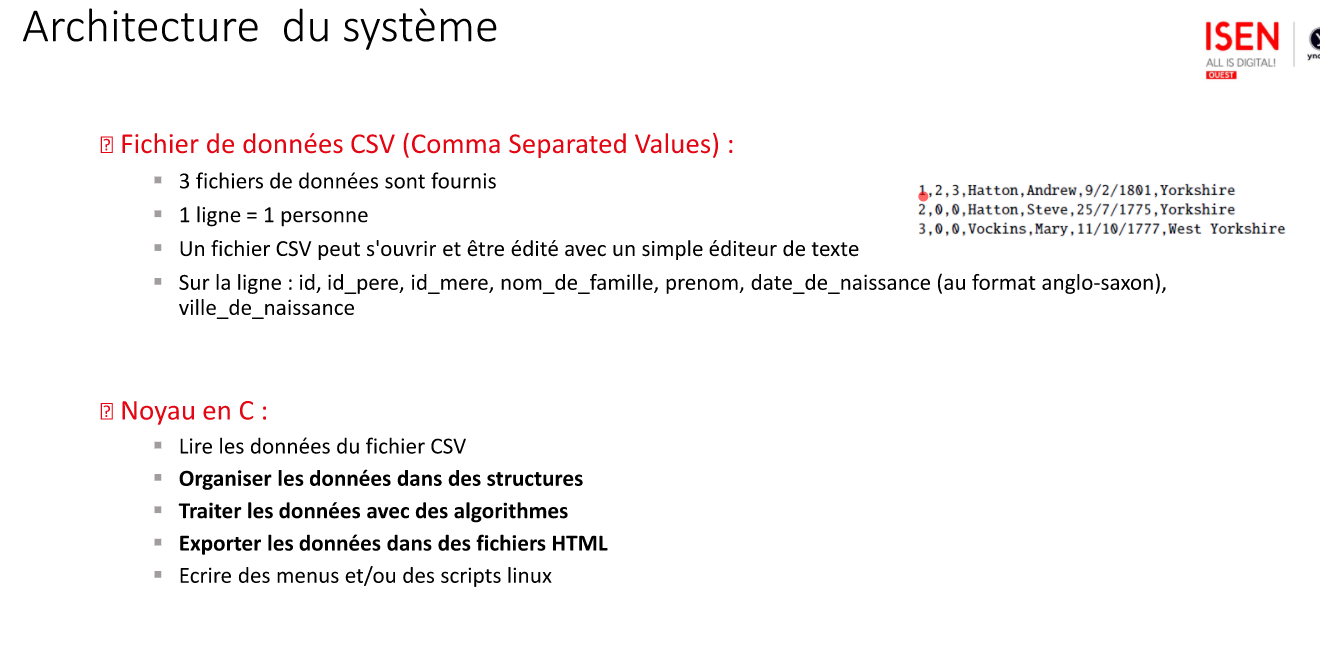 Architecture du système
ISEN
ALL IS DIGITAL!
OUEST
Fichier de données CSV (Comma Separated Values) :
3 fichiers de données sont fournis
1 ligne = 1 personne
Un fichier CSV peut s'ouvrir et être édité avec un simple éditeur de texte
Sur la ligne : id, id_pere, id_mere, nom_de_famille, prenom, date_de_naissance (au format anglo-saxon),
ville_de_naissance
1,2,3,Hatton,Andrew,9/2/1801,Yorkshire
2,0,0,Hatton,Steve,25/7/1775,Yorkshire
3,0,0,Vockins,Mary,11/10/1777,West Yorkshire
Noyau en C :
Lire les données du fichier CSV
Organiser les données dans des structures
Traiter les données avec des algorithmes
Exporter les données dans des fichiers HTML
Ecrire des menus et/ou des scripts linux